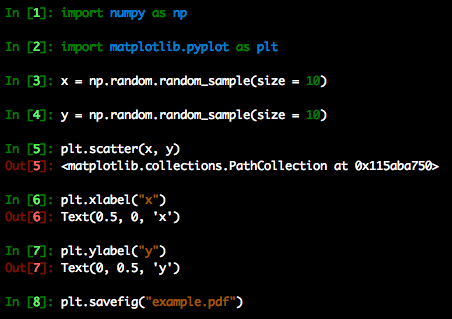 In [1]: import numpy as np
In [2]: import matplotlib.pyplot as plt
In [3]: x = np.random.random_sample(size = 10)
In [4]: y = np.random.random_sample(size = 10)
In [5]: plt.scatter(x, y)
Out[5]: <matplotlib.collections.PathCollection at 0x115aba750>
In [6]: plt.xlabel("x")
Out[6]: Text(0.5, 0, 'x')
In [7]: plt.ylabel("y")
Out[7]: Text(0, 0.5, 'y')
In [8]: plt.savefig("example.pdf")